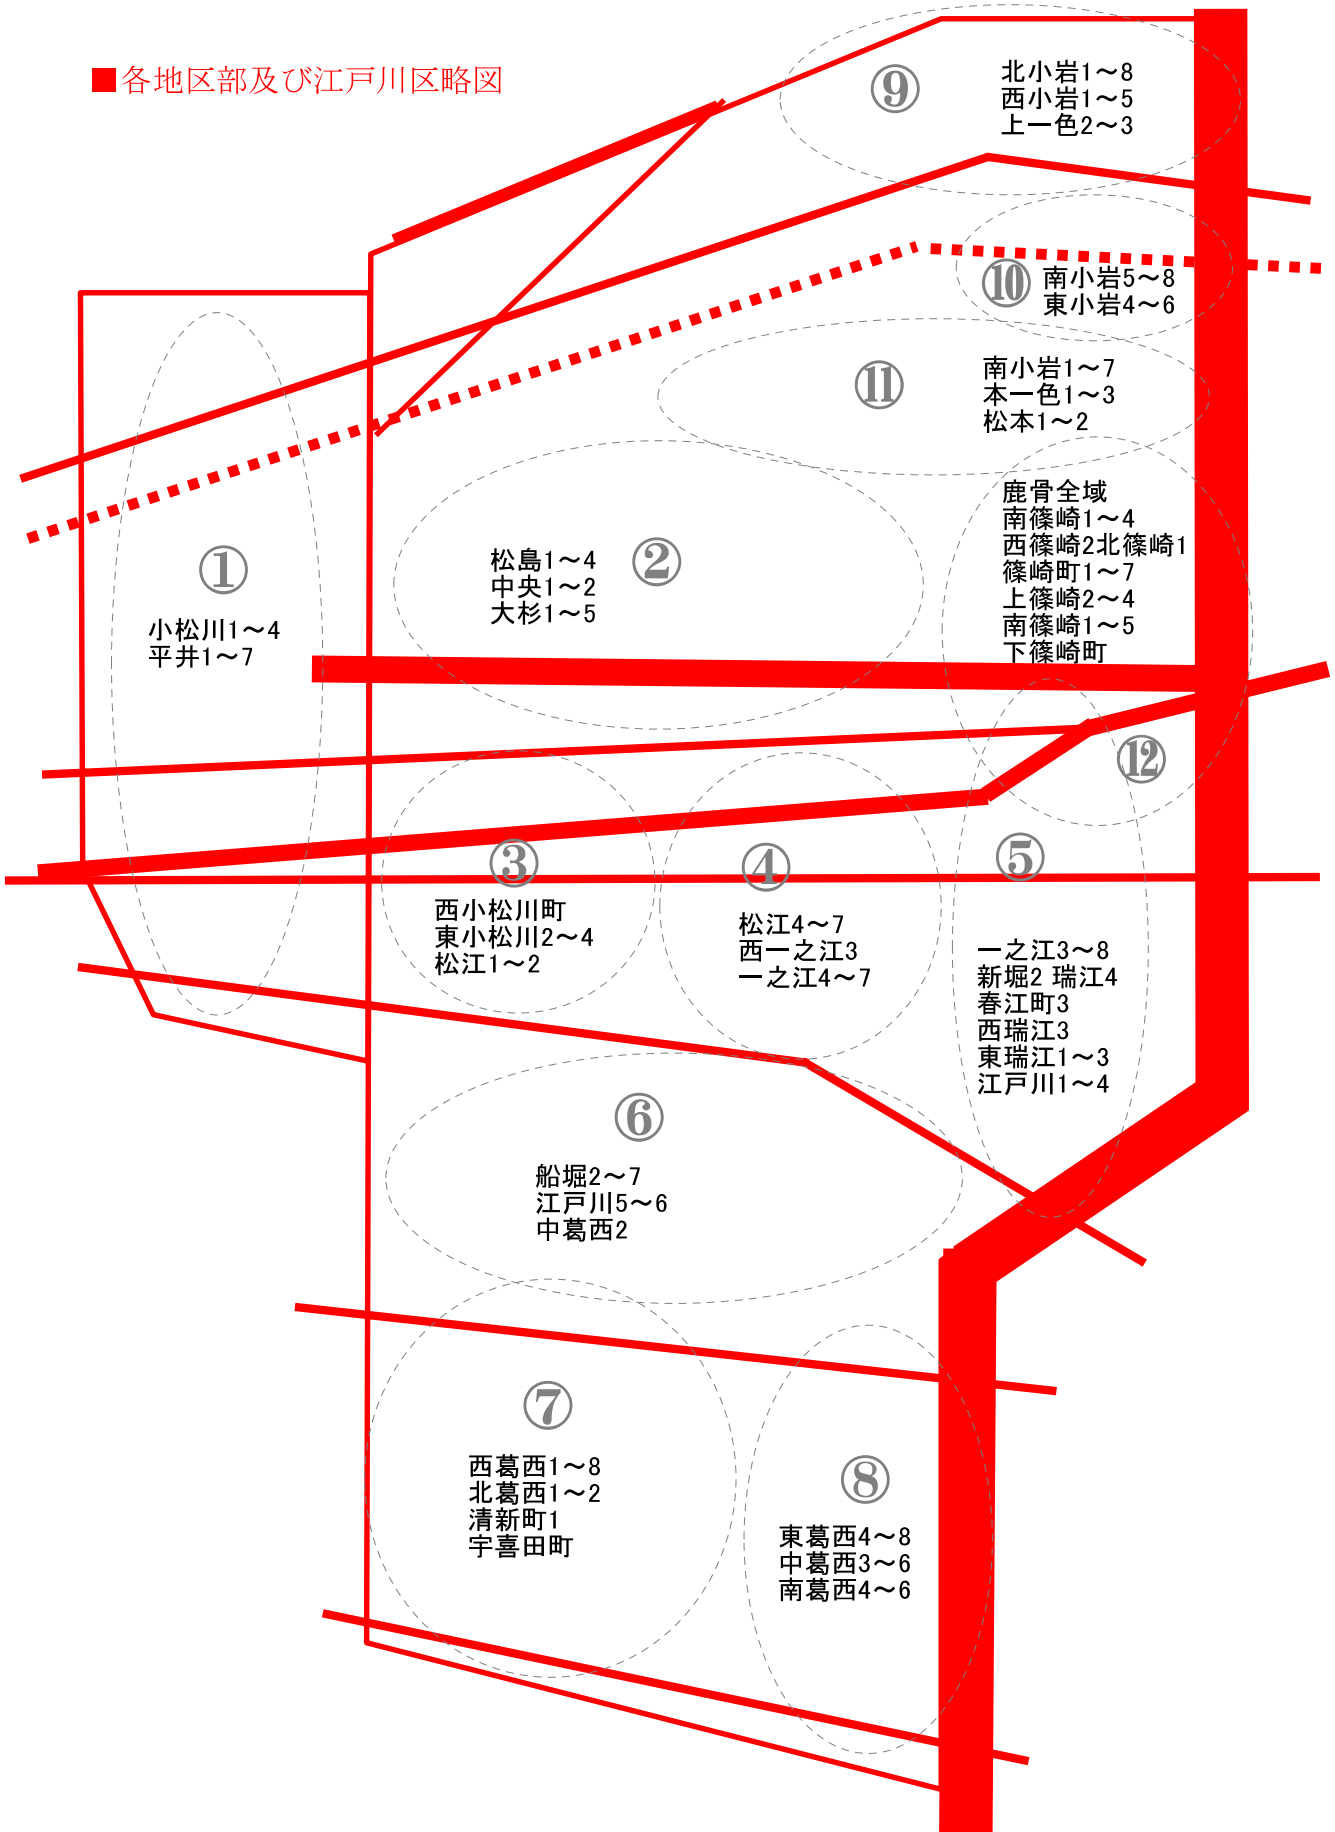 ■各地区部及び江戸川区略図
⑨
北小岩1～8
西小岩1～5
上一色2～3
⑩
南小岩5～8
東小岩4～6
⑪
南小岩1～7
本一色1～3
松本1～2
鹿骨全域
南篠崎1～4
西篠崎2北篠崎1
篠崎町1～7
上篠崎2～4
南篠崎1～5
下篠崎町
⑫
①
小松川1～4
平井1～7
②
松島1～4
中央1～2
大杉1～5
③
西小松川町
東小松川2～4
松江1～2
④
松江4～7
西一之江3
一之江4～7
⑤
一之江3～8
新堀2 瑞江4
春江町3
西瑞江3
東瑞江1～3
江戸川1～4
⑥
船堀2～7
江戸川5～6
中葛西2
⑦
西葛西1～8
北葛西1～2
清新町1
宇喜田町
⑧
東葛西4～8
中葛西3～6
南葛西4～6